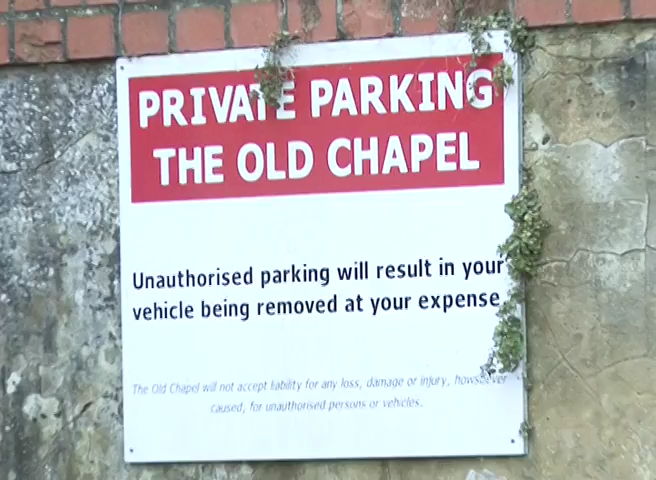 PRIVATE PARKING
THE OLD CHAPEL
Unauthorised parking will result in your
vehicle being removed at your expense
The Old Chapel will not accept liability for any loss, damage or injury, howsoever
caused, for unauthorised persons or vehicles.